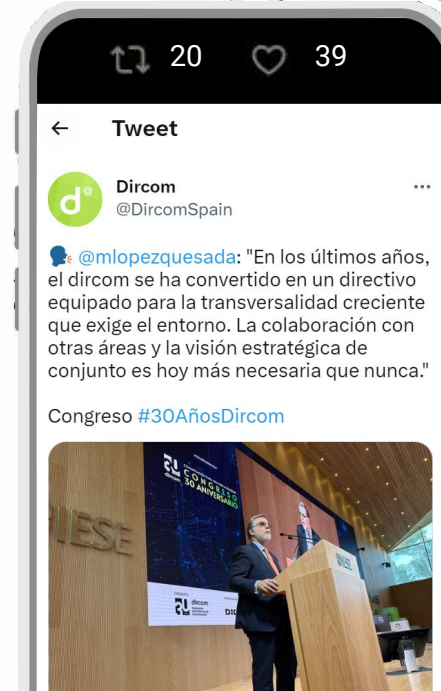 20 39
Tweet
Dircom
@DircomSpain
@mlopezquesada: "En los últimos años,
el dircom se ha convertido en un directivo
equipado para la transversalidad creciente
que exige el entorno. La colaboración con
otras áreas y la visión estratégica de
conjunto es hoy más necesaria que nunca."
Congreso #30AñosDircom
CONGRESO
30 ANIVERSARIO
IESE
dircom
IESE